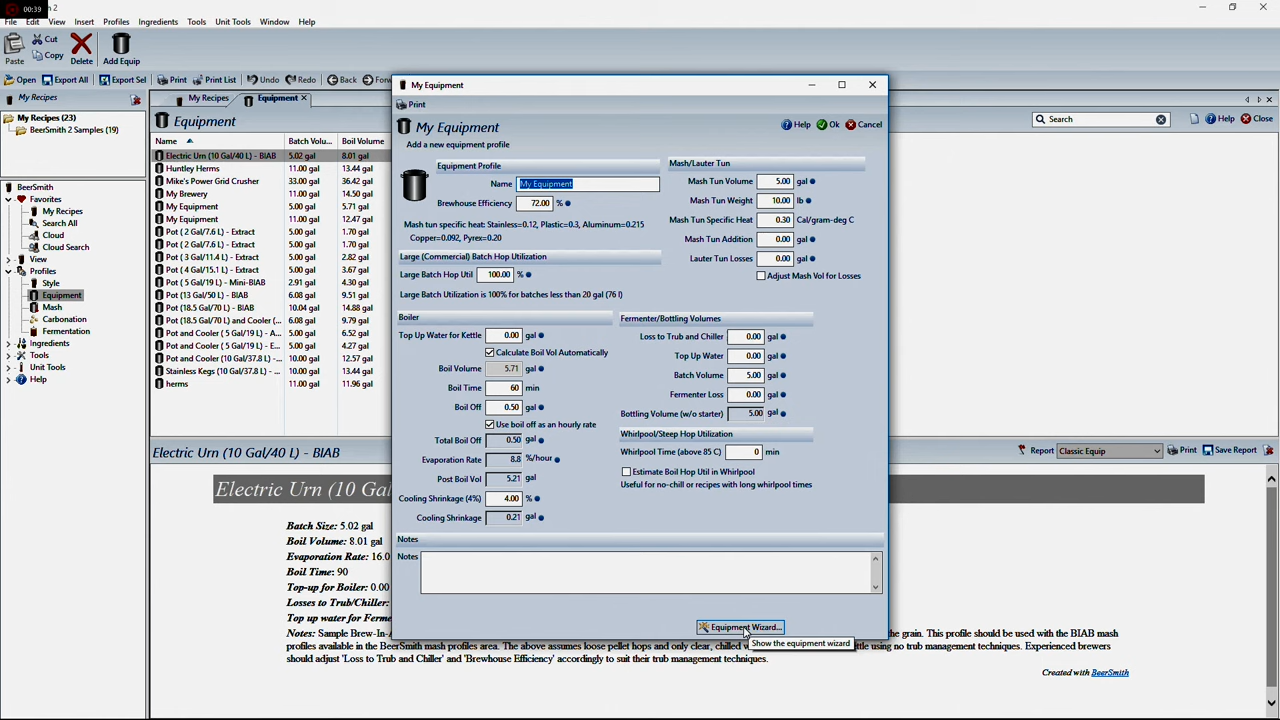 00:39
2
File Edit View Insert Profiles Ingredients Tools Unit Tools Window Help
Paste Cut Copy Delete Add Equip
Open Export All Export Sel Print Print List Undo Redo Back
My Recipes
My Recipes Equipment
My Recipes (23)
BeerSmith 2 Samples (19)
BeerSmith
Favorites
My Recipes
Search All
Cloud
Cloud Search
View
Profiles
Style
Equipment
Mash
Carbonation
Fermentation
Ingredients
Tools
Unit Tools
Help
Equipment
Search Help Close
Name Batch Volu... Boil Volume
Electric Urn (10 Gal/40 L) - BIAB 5.02 gal 8.01 gal
Huntley Herms 11.00 gal 13.44 gal
Mike's Power Grid Cruher 33.00 gal 36.42 gal
My Brewery 11.00 gal 14.50 gal
My Equipment 5.00 gal 5.71 gal
My Equipment 11.00 gal 12.47 gal
Pot ( 2 Gal/7.6 L) - Extract 5.00 gal 1.70 gal
Pot ( 2 Gal/7.6 L) - Extract 5.00 gal 1.70 gal
Pot ( 3 Gal/11.4 L) - Extract 5.00 gal 2.67 gal
Pot ( 4 Gal/15.1 L) - Extract 5.00 gal 3.67 gal
Pot ( 5 Gal/19 L) - Mini-BIAB 2.91 gal 4.30 gal
Pot (13 Gal/50 L) - BIAB 6.08 gal 9.51 gal
Pot (18.5 Gal/70 L) - BIAB 10.04 gal 14.88 gal
Pot (18.5 Gal/70 L) and Cooler (... 6.08 gal 9.78 gal
Pot and Cooler ( 5 Gal/19 L) - A... 5.00 gal 6.52 gal
Pot and Cooler ( 5 Gal/19 L) - E... 5.00 gal 4.33 gal
Pot and Cooler (10 Gal/37.8 L) -... 10.00 gal 12.57 gal
Stainless Kegs (10 Gal/37.8 L) -... 10.00 gal 13.44 gal
herms 11.00 gal 11.96 gal
My Equipment
Print
My Equipment
Help Ok Cancel
Add a new equipment profile
Equipment Profile
Name My Equipment
Brewhouse Efficiency 72.00 %
Mash tun specific heat: Stainless=0.12, Plastic=0.3, Aluminum=0.215
Copper=0.092, Pyrex=0.20
Large (Commercial) Batch Hop Utilization
Large Batch Hop Util 100.00 %
Large Batch Utilization is 100% for batches less than 20 gal (76 l)
Mash/Lauter Tun
Mash Tun Volume 5.00 gal
Mash Tun Weight 10.00 lb
Mash Tun Specific Heat 0.30 Cal/gram-deg C
Mash Tun Addition 0.00 gal
Lauter Tun Losses 0.00 gal
Adjust Mash Vol for Losses
Boiler
Top Up Water for Kettle 0.00 gal
Calculate Boil Vol Automatically
Boil Volume 5.71 gal
Boil Time 60 min
Boil Off 0.50 gal
Use boil off as an hourly rate
Total Boil Off 0.50 gal
Evaporation Rate 8.8 %/hour
Post Boil Vol 5.21 gal
Cooling Shrinkage (4%) 4.00 %
Cooling Shrinkage 0.21 gal
Fermenter/Bottling Volumes
Loss to Trub and Chiller 0.00 gal
Top Up Water 0.00 gal
Batch Volume 5.00 gal
Fermenter Loss 0.00 gal
Bottling Volume (w/o starter) 5.00 gal
Whirlpool/Steep Hop Utilization
Whirlpool Time (above 85 C) 0 min
Estimate Boil Hop Util in Whirlpool
Useful for no-chill or recipes with long whirlpool times
Notes
Notes
Equipment Wizard...
Show the equipment wizard
Electric Urn (10 Gal/40 L) - BIAB
Report Classic Equip Print Save Report
Electric Urn (10 Gal
Batch Size: 5.02 gal
Boil Volume: 8.01 gal
Evaporation Rate: 16.0
Boil Time: 90
Top-up for Boiler: 0.00
Losses to Trub/Chiller:
Top up water for Ferme
Notes: Sample Brew-In-A the grain. This profile should be used with the BIAB mash
profiles available in the BeerSmith mash profiles area. The above assumes loose pellet hops and only clear, chilled ettle using no trub management techniques. Experienced brewers
should adjust 'Loss to Trub and Chiller' and 'Brewhouse Efficiency' accordingly to suit their trub management techniques.
Created with BeerSmith